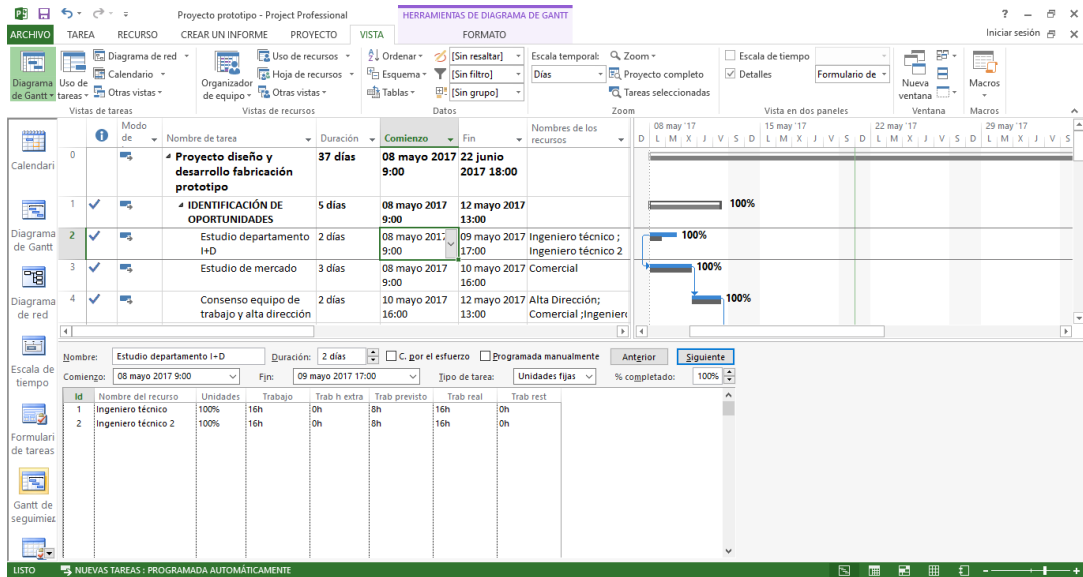 Proyecto prototipo - Project Professional
HERRAMIENTAS DE DIAGRAMA DE GANTT
ARCHIVO TAREA RECURSO CREAR UN INFORME PROYECTO VISTA FORMATO Iniciar sesión
Diagrama de Gantt
Uso de tareas
Diagrama de red
Calendario
Otras vistas
Vistas de tareas
Organizador de equipo
Uso de recursos
Hoja de recursos
Otras vistas
Vistas de recursos
Ordenar
Esquema
Tablas
[Sin resaltar]
[Sin filtro]
[Sin grupo]
Datos
Escala temporal:
Días
Zoom
Proyecto completo
Tareas seleccionadas
Zoom
Escala de tiempo
Detalles
Formulario de
Vista en dos paneles
Nueva ventana
Ventana
Macros
Macros
Modo de Nombre de tarea Duración Comienzo Fin Nombres de los recursos
08 may '17 15 may '17 22 may '17 29 may '17
D L M X J V S D L M X J V S D L M X J V S D L M X J V S
0 Proyecto diseño y desarrollo fabricación prototipo 37 días 08 mayo 2017 9:00 22 junio 2017 18:00
1 IDENTIFICACIÓN DE OPORTUNIDADES 5 días 08 mayo 2017 9:00 12 mayo 2017 13:00
100%
2 Estudio departamento I+D 2 días 08 mayo 2017 9:00 09 mayo 2017 17:00 Ingeniero técnico ; Ingeniero técnico 2
100%
3 Estudio de mercado 3 días 08 mayo 2017 9:00 10 mayo 2017 16:00 Comercial
100%
4 Consenso equipo de trabajo y alta dirección 2 días 10 mayo 2017 16:00 12 mayo 2017 13:00 Alta Dirección; Comercial ;Ingeniero
100%
Calendari
Diagrama de Gantt
Diagrama de red
Escala de tiempo
Formulari de tareas
Gantt de seguimie
Nombre: Estudio departamento I+D Duración: 2 días C. por el esfuerzo Programada manualmente Anterior Siguiente
Comienzo: 08 mayo 2017 9:00 Fin: 09 mayo 2017 17:00 Tipo de tarea: Unidades fijas % completado: 100%
Id Nombre del recurso Unidades Trabajo Trab h extra Trab previsto Trab real Trab rest
1 Ingeniero técnico 100% 16h 0h 8h 16h 0h
2 Ingeniero técnico 2 100% 16h 0h 8h 16h 0h
LISTO NUEVAS TAREAS : PROGRAMADA AUTOMÁTICAMENTE